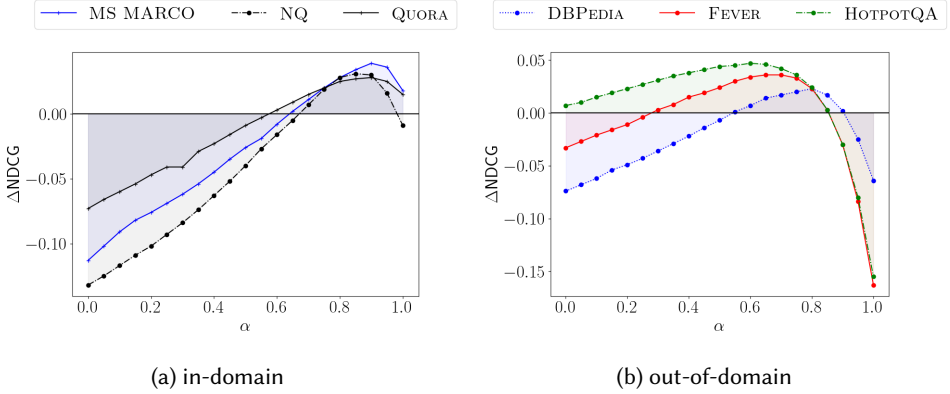 MS MARCO NQ QUORA
0.00
−0.05
−0.10
ΔNDCG
0.0 0.2 0.4 0.6 0.8 1.0
α
(a) in-domain
DBPEDIA FEVER HOTPOTQA
0.05
0.00
−0.05
−0.10
−0.15
ΔNDCG
0.0 0.2 0.4 0.6 0.8 1.0
α
(b) out-of-domain